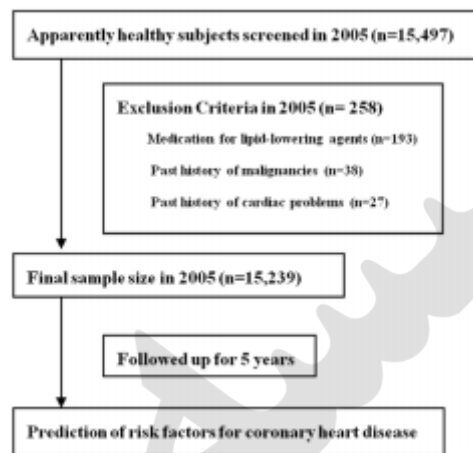 Apparently healthy subjects screened in 2005 (n=15,497)
Exclusion Criteria in 2005 (n= 258)
Medication for lipid-lowering agents (n=193)
Past history of malignancies (n=38)
Past history of cardiac problems (n=27)
Final sample size in 2005 (n=15,239)
Followed up for 5 years
Prediction of risk factors for coronary heart disease